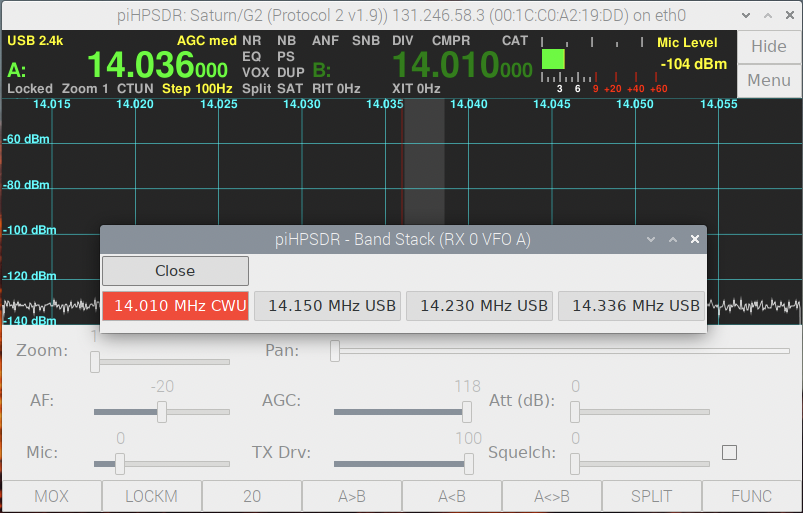 piHPSDR: Saturn/G2 (Protocol 2 v1.9)) 131.246.58.3 (00:1C:C0:A2:19:DD) on eth0
USB 2.4k AGC med NR NB ANF SNB DIV CMPR CAT Mic Level Hide
A: 14.036000 EQ PS B: 14.010000 -104 dBm
VOX DUP 3 6 9 +20 +40 +60 Menu
Locked Zoom 1 CTUN Step 100Hz Split SAT RIT 0Hz XIT 0Hz
14.015 14.020 14.025 14.030 14.035 14.040 14.045 14.050 14.055
-60 dBm
-80 dBm
-100 dBm
-120 dBm
-140 dBm
piHPSDR - Band Stack (RX 0 VFO A)
Close
14.010 MHz CWU 14.150 MHz USB 14.230 MHz USB 14.336 MHz USB
Zoom: 1 Pan:
AF: -20 AGC: 118 Att (dB): 0
Mic: 0 TX Drv: 100 Squelch: 0
MOX LOCKM 20 A>B A<B A<>B SPLIT FUNC